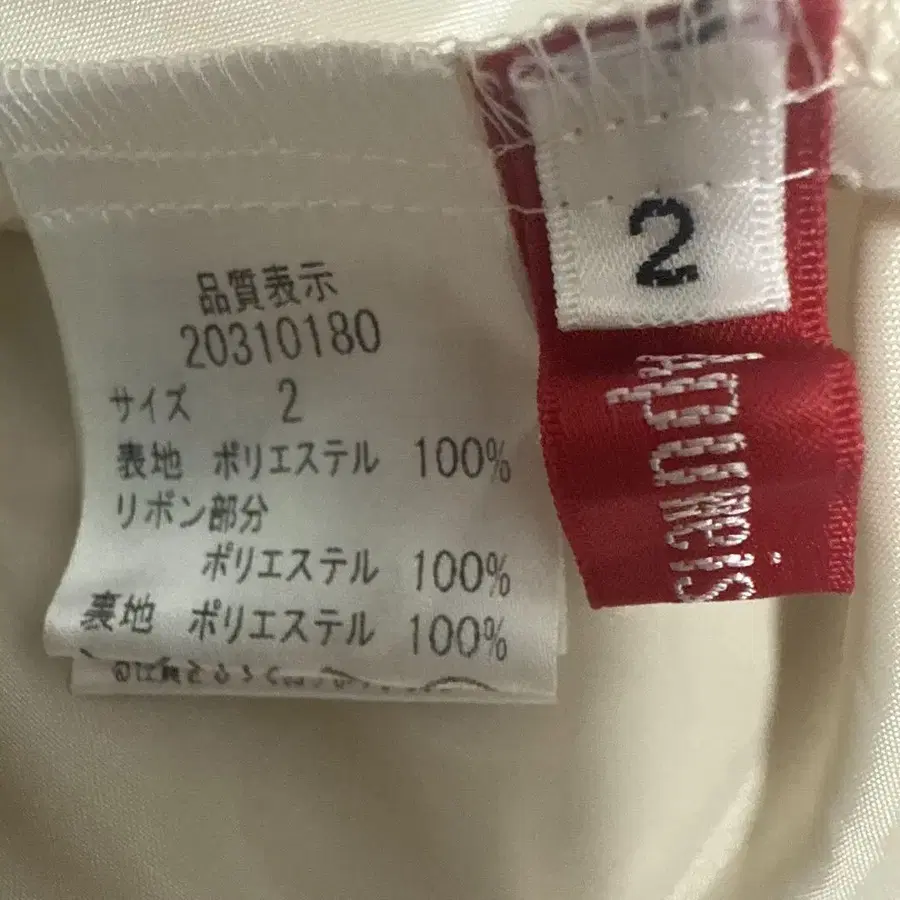 品質表示
20310180
サイズ 2
表地 ポリエステル 100%
リボン部分
ポリエステル 100%
裏地 ポリエステル 100%
2